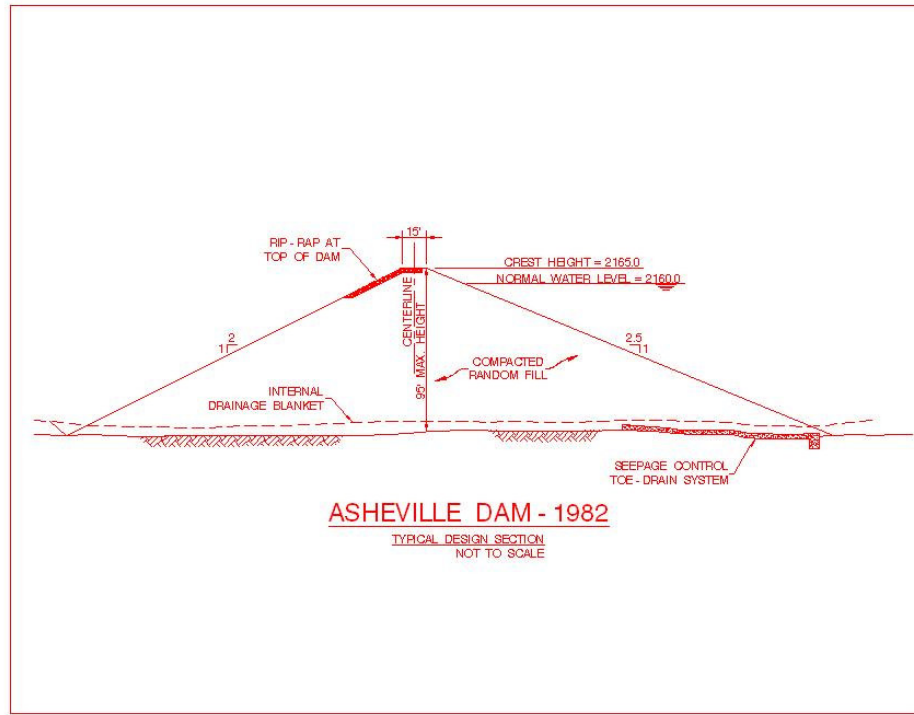 15'
RIP-RAP AT
TOP OF DAM
CREST HEIGHT = 2165.0
NORMAL WATER LEVEL = 2160.0
CENTERLINE
95' MAX. HEIGHT
2
1
2.5
1
COMPACTED
RANDOM FILL
INTERNAL
DRAINAGE BLANKET
SEEPAGE CONTROL
TOE-DRAIN SYSTEM
ASHEVILLE DAM - 1982
TYPICAL DESIGN SECTION
NOT TO SCALE